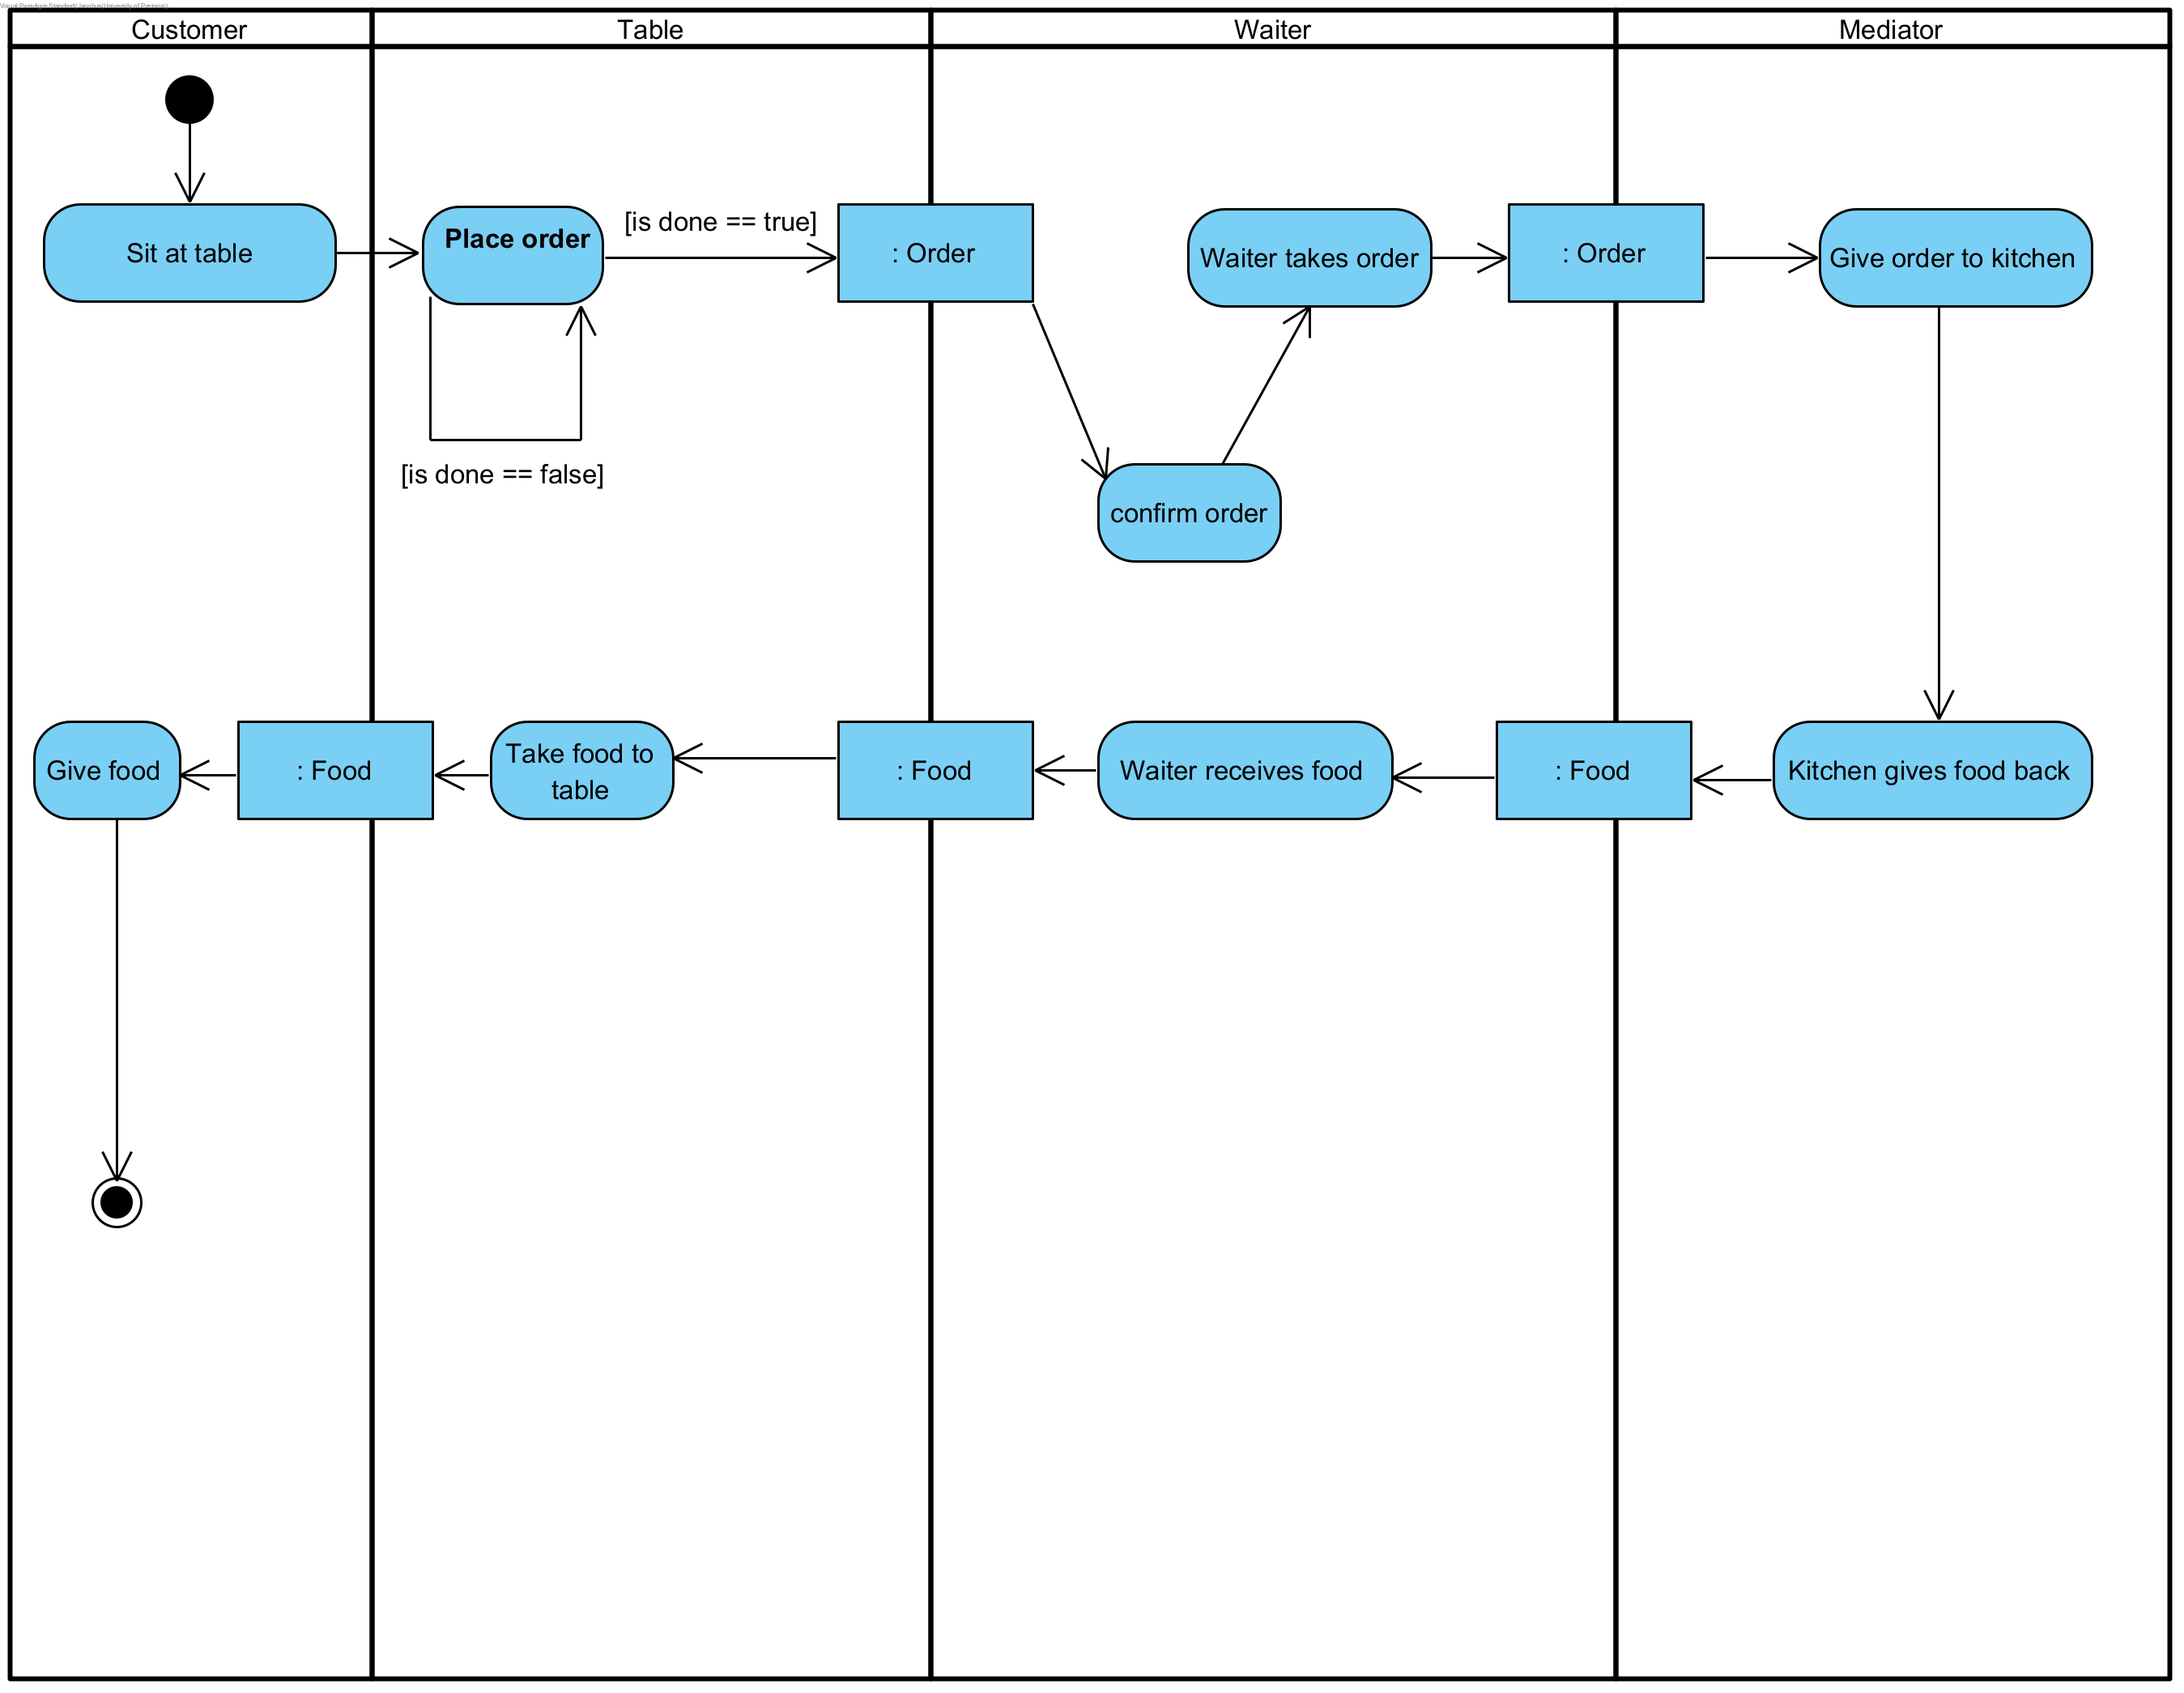 Visual Paradigm Standard(Jacobus(University of Pretoria))
Customer
Table
Waiter
Mediator
Sit at table
Place order
[is done == true]
: Order
Waiter takes order
: Order
Give order to kitchen
[is done == false]
confirm order
Give food
: Food
Take food to
table
: Food
Waiter receives food
: Food
Kitchen gives food back